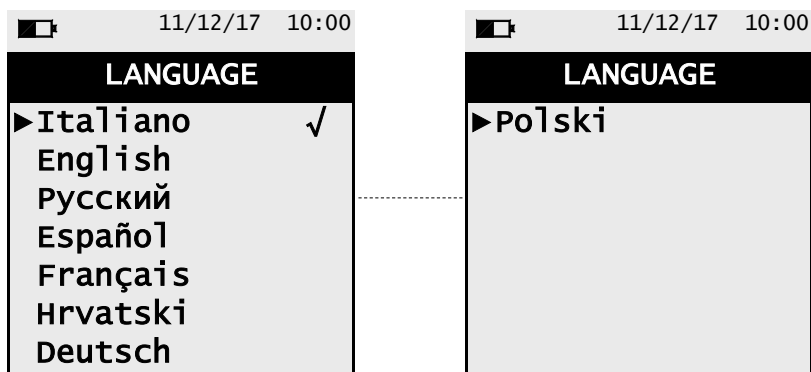 11/12/17 10:00
LANGUAGE
►Italiano √
English
Русский
Español
Français
Hrvatski
Deutsch
11/12/17 10:00
LANGUAGE
►Polski